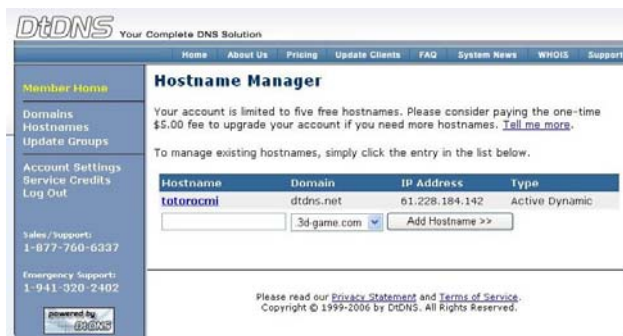 DtDNS Your Complete DNS Solution
Home About Us Pricing Update Clients FAQ System News WHOIS Support
Member Home
Domains
Hostnames
Update Groups
Account Settings
Service Credits
Log Out
Sales/Support:
1-877-760-6337
Emergency Support:
1-941-320-2402
powered by
DtDNS
Hostname Manager
Your account is limited to five free hostnames. Please consider paying the one-time
$5.00 fee to upgrade your account if you need more hostnames. Tell me more.
To manage existing hostnames, simply click the entry in the list below.
Hostname Domain IP Address Type
totorocmi dtdns.net 61.228.184.142 Active Dynamic
.3d-game.com Add Hostname >>
Please read our Privacy Statement and Terms of Service.
Copyright © 1999-2006 by DtDNS. All Rights Reserved.